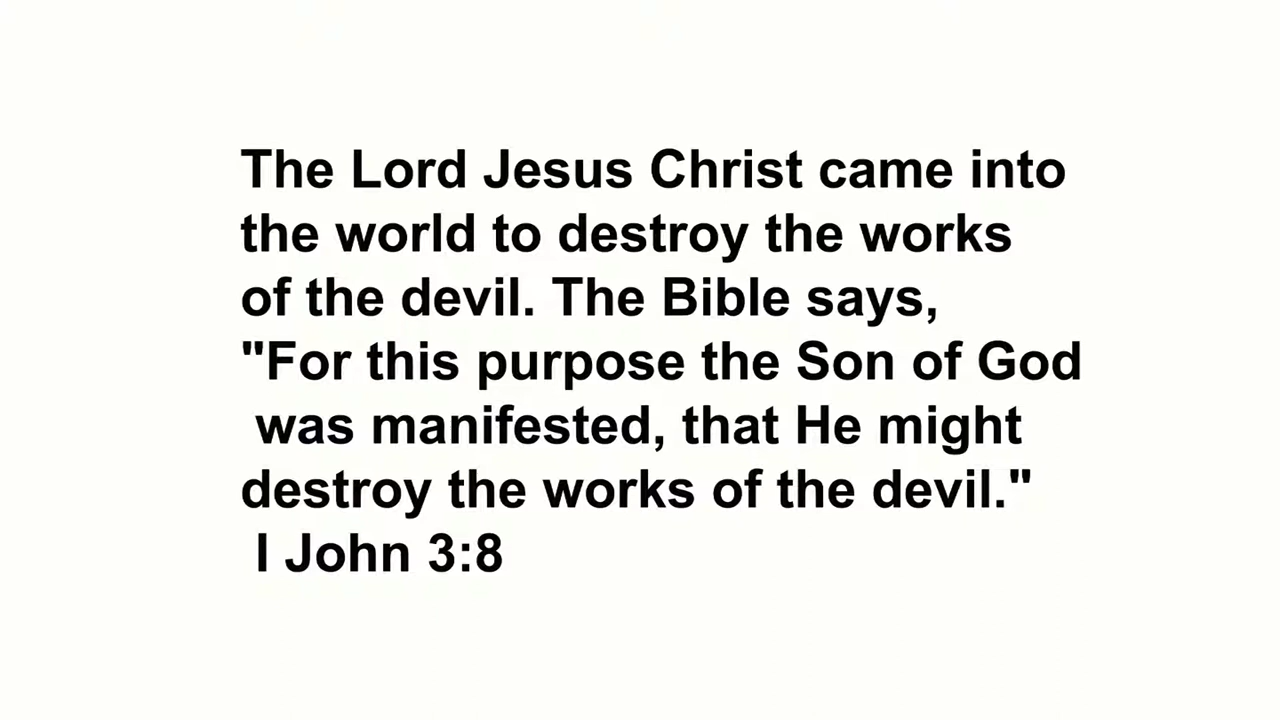 The Lord Jesus Christ came into
the world to destroy the works
of the devil. The Bible says,
"For this purpose the Son of God
was manifested, that He might
destroy the works of the devil."
I John 3:8